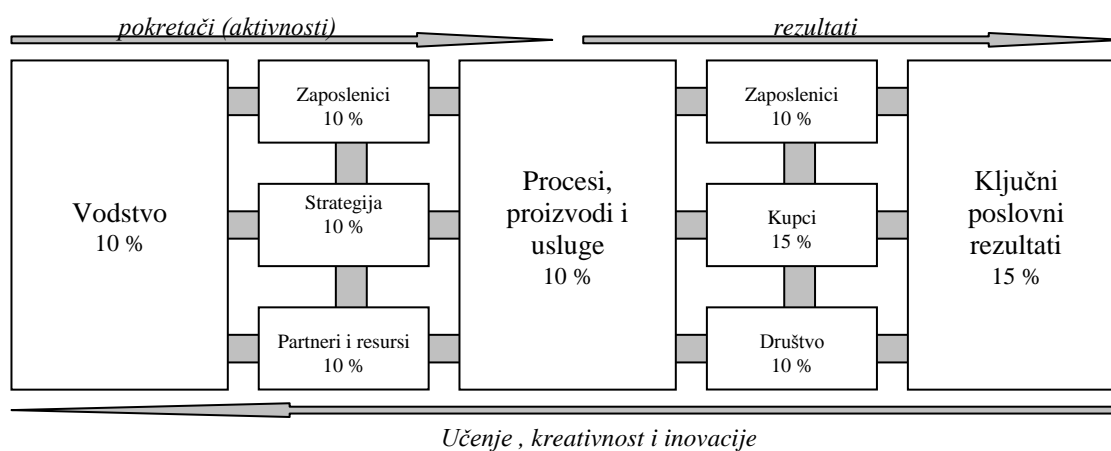 pokretači (aktivnosti)
rezultati
Vodstvo
10 %
Zaposlenici
10 %
Strategija
10 %
Partneri i resursi
10 %
Procesi,
proizvodi i
usluge
10 %
Zaposlenici
10 %
Kupci
15 %
Društvo
10 %
Ključni
poslovni
rezultati
15 %
Učenje , kreativnost i inovacije